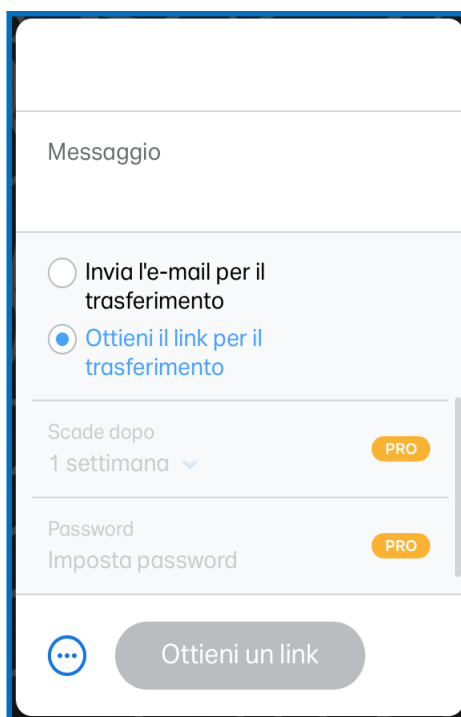 Messaggio
Invia l'e-mail per il
trasferimento
Ottieni il link per il
trasferimento
Scade dopo
1 settimana
PRO
Password
Imposta password
PRO
Ottieni un link